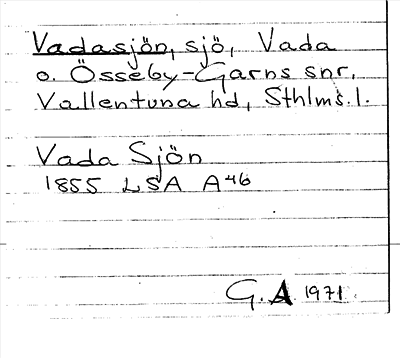 Vadasjön, sjö, Vada
o. Össeby-Garns snr,
Vallentuna hd, Sthlms. l.
Vada Sjön
1855 LSA A46
G. A 1971